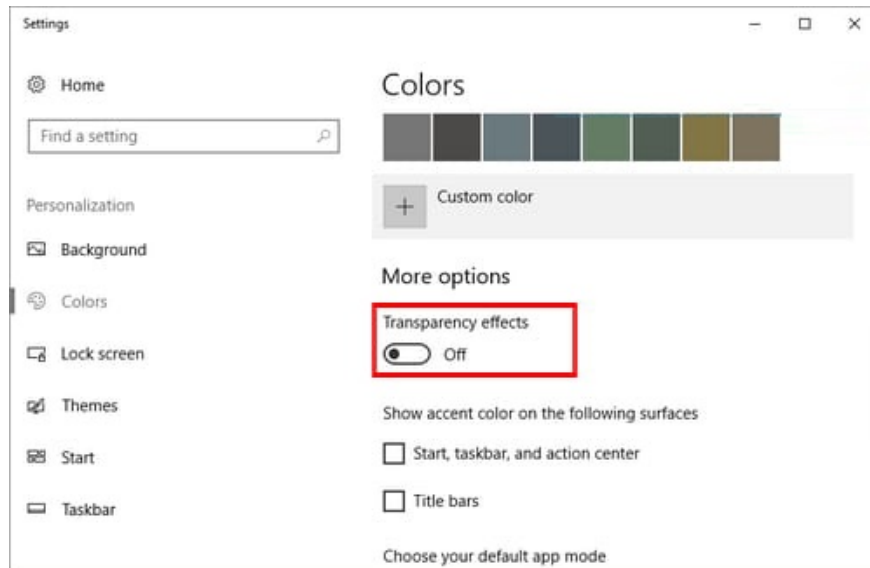 Settings
Home
Find a setting
Personalization
Background
Colors
Lock screen
Themes
Start
Taskbar
Colors
Custom color
More options
Transparency effects
Off
Show accent color on the following surfaces
Start, taskbar, and action center
Title bars
Choose your default app mode